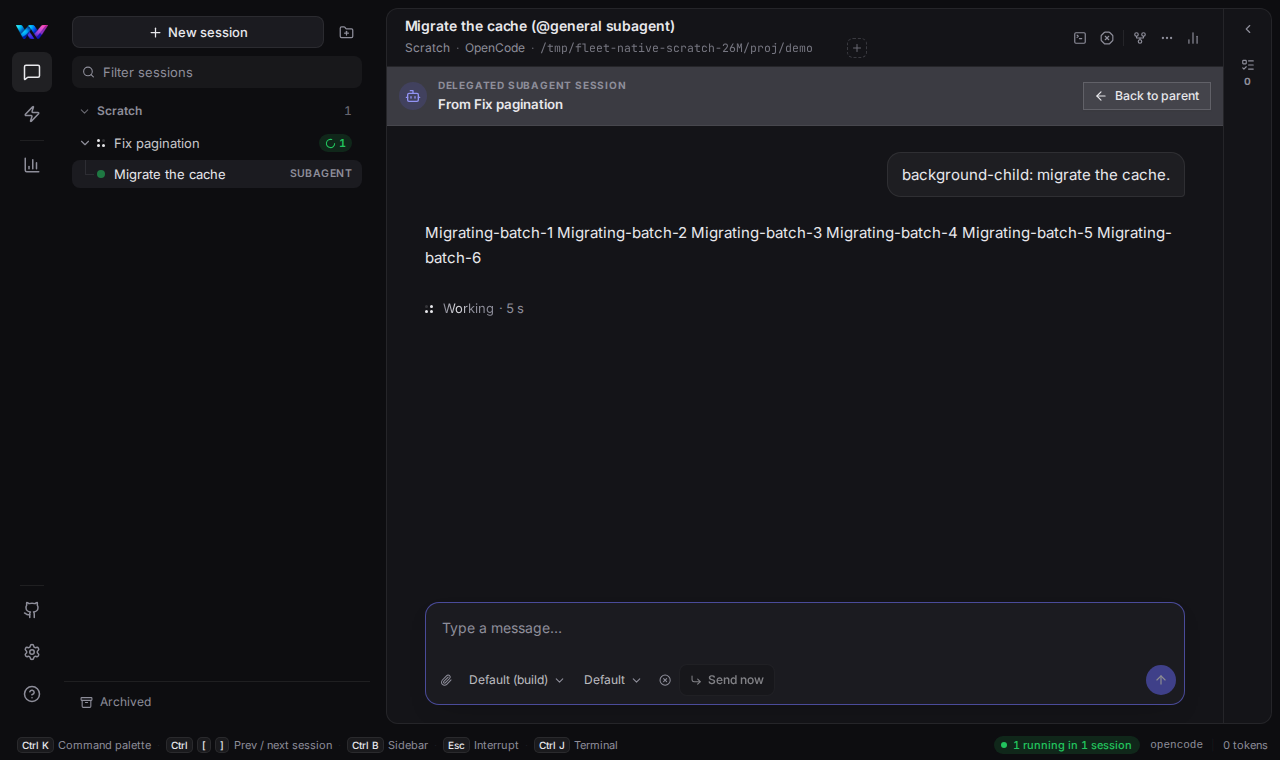 New session
Filter sessions
Scratch 1
Fix pagination 1
Migrate the cache SUBAGENT
Archived
Migrate the cache (@general subagent)
Scratch · OpenCode · /tmp/fleet-native-scratch-26M/proj/demo
DELEGATED SUBAGENT SESSION
From Fix pagination
Back to parent
0
background-child: migrate the cache.
Migrating-batch-1 Migrating-batch-2 Migrating-batch-3 Migrating-batch-4 Migrating-batch-5 Migrating-
batch-6
Working · 5 s
Type a message...
Default (build) Default Send now
Ctrl K Command palette Ctrl [ ] Prev / next session Ctrl B Sidebar Esc Interrupt Ctrl J Terminal 1 running in 1 session opencode 0 tokens